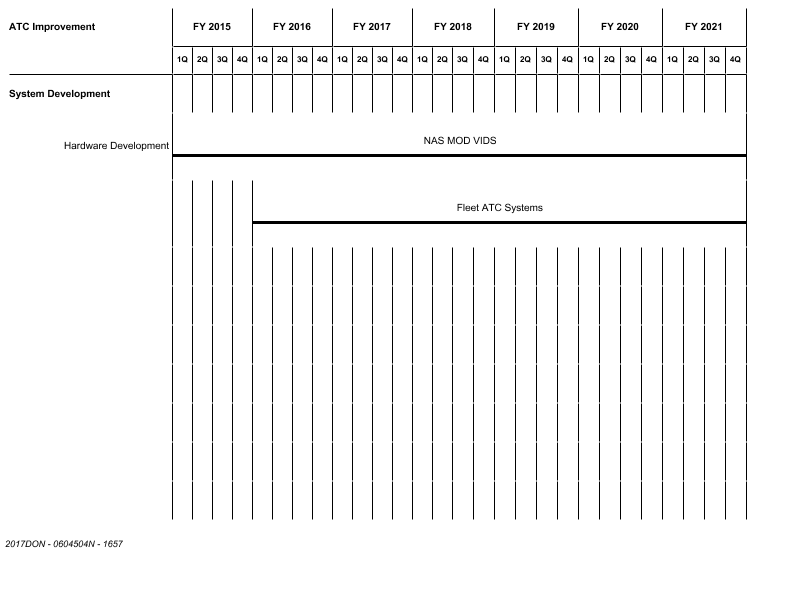 ATC Improvement FY 2015 FY 2016 FY 2017 FY 2018 FY 2019 FY 2020 FY 2021
1Q 2Q 3Q 4Q 1Q 2Q 3Q 4Q 1Q 2Q 3Q 4Q 1Q 2Q 3Q 4Q 1Q 2Q 3Q 4Q 1Q 2Q 3Q 4Q 1Q 2Q 3Q 4Q
System Development
NAS MOD VIDS
Hardware Development
Fleet ATC Systems
2017DON - 0604504N - 1657